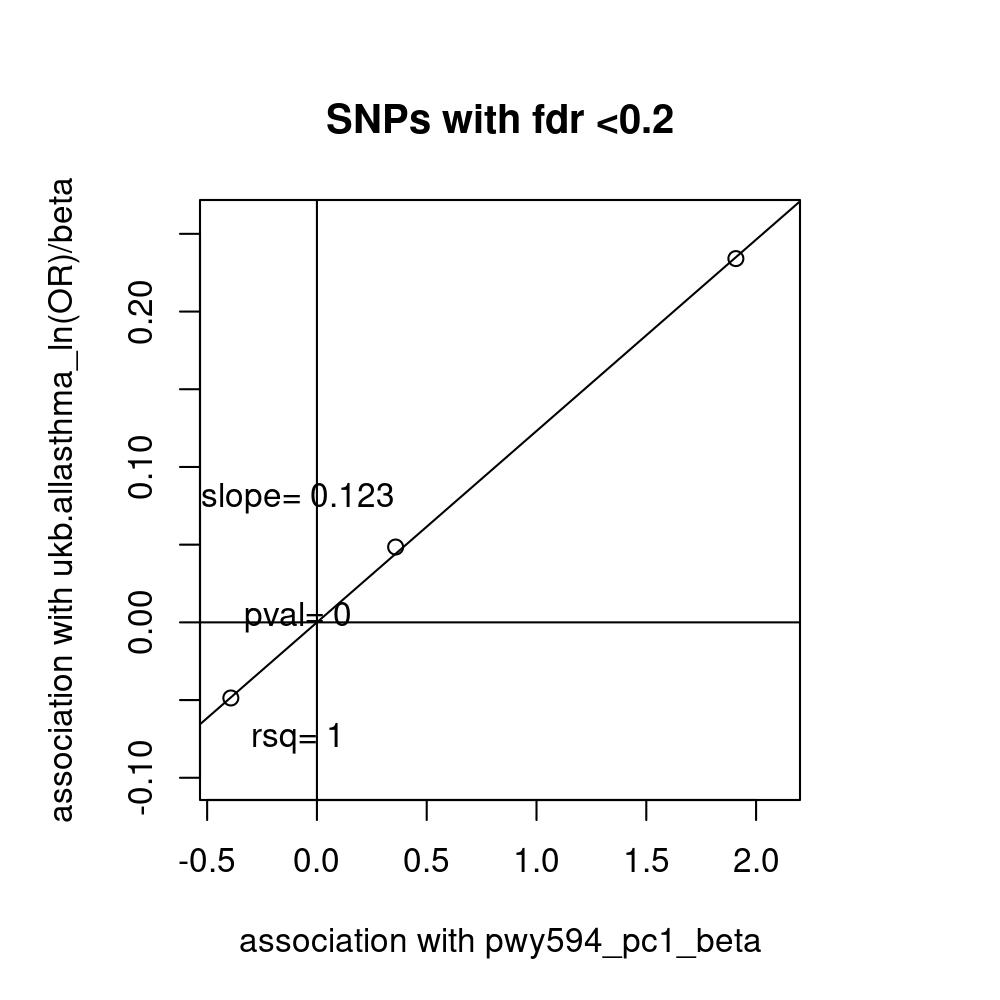 SNPs with fdr <0.2
association with ukb.allasthma_ln(OR)/beta
0.20
0.10
0.00
-0.10
slope= 0.123
pval= 0
rsq= 1
-0.5 0.0 0.5 1.0 1.5 2.0
association with pwy594_pc1_beta